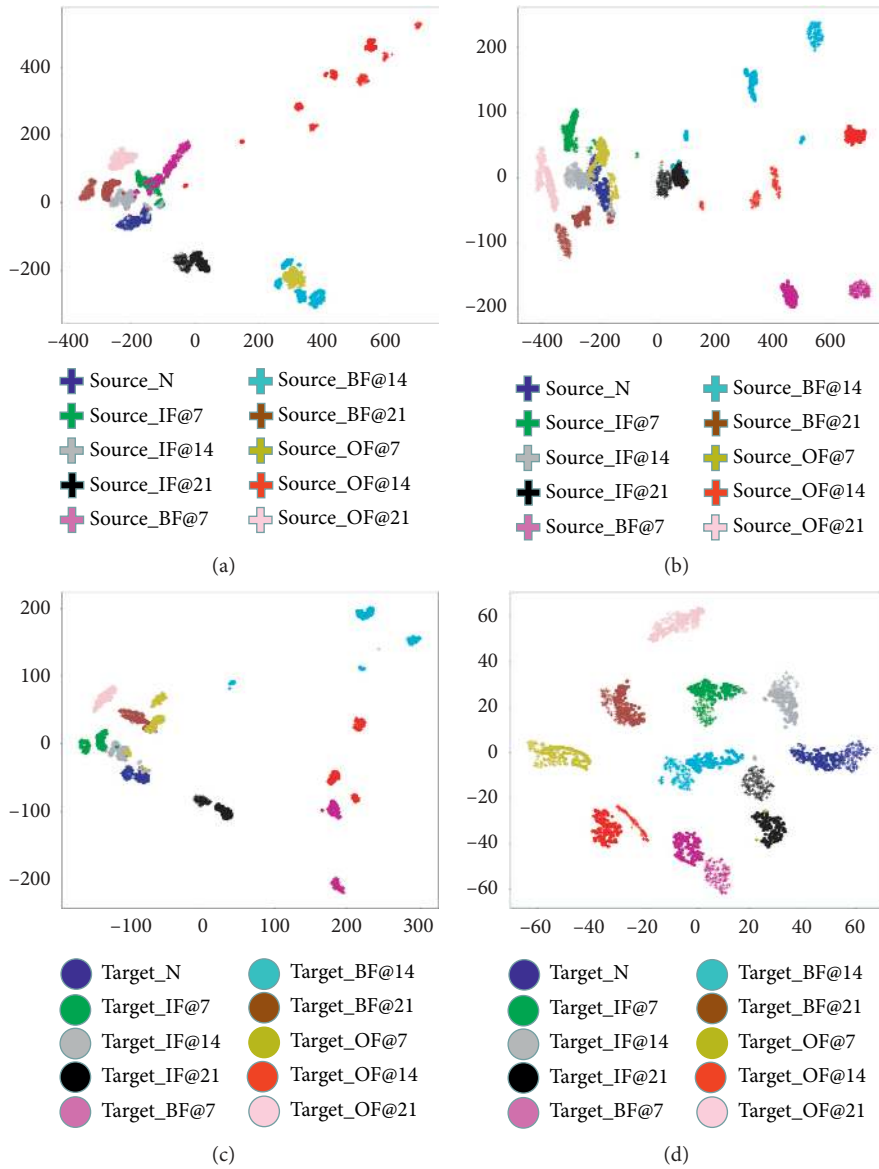 400
200
0
−200
−400 −200 0 200 400 600
Source_N
Source_IF@7
Source_IF@14
Source_IF@21
Source_BF@7
Source_BF@14
Source_BF@21
Source_OF@7
Source_OF@14
Source_OF@21
(a)
200
100
0
−100
−200
−400 −200 0 200 400 600
Source_N
Source_IF@7
Source_IF@14
Source_IF@21
Source_BF@7
Source_BF@14
Source_BF@21
Source_OF@7
Source_OF@14
Source_OF@21
(b)
200
100
0
−100
−200
−100 0 100 200 300
Target_N
Target_IF@7
Target_IF@14
Target_IF@21
Target_BF@7
Target_BF@14
Target_BF@21
Target_OF@7
Target_OF@14
Target_OF@21
(c)
60
40
20
0
−20
−40
−60
−60 −40 −20 0 20 40 60
Target_N
Target_IF@7
Target_IF@14
Target_IF@21
Target_BF@7
Target_BF@14
Target_BF@21
Target_OF@7
Target_OF@14
Target_OF@21
(d)